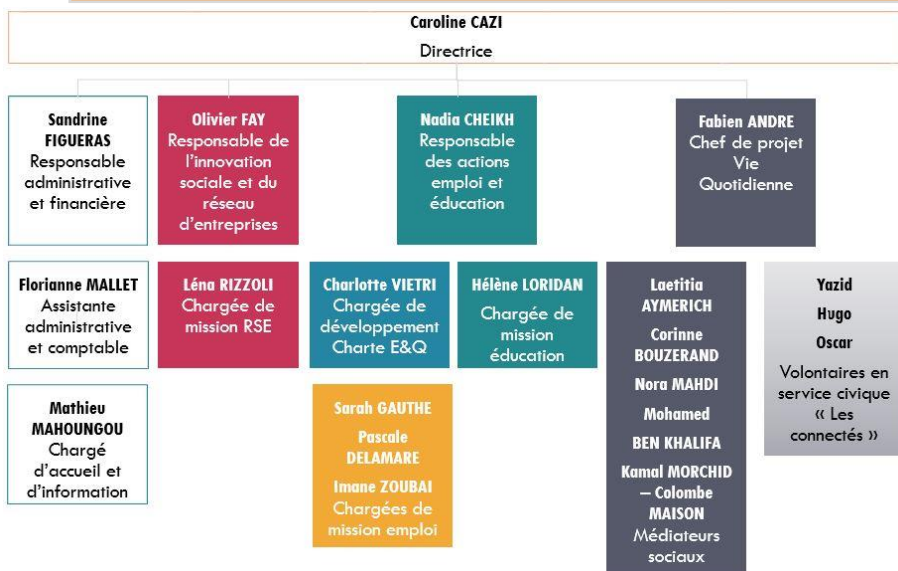 Caroline CAZI
Directrice
Sandrine
FIGUERAS
Responsable
administrative
et financière
Olivier FAY
Responsable de
l'innovation
sociale et du
réseau
d'entreprises
Nadia CHEIKH
Responsable
des actions
emploi et
éducation
Fabien ANDRE
Chef de projet
Vie
Quotidienne
Florianne MALLET
Assistante
administrative
et comptable
Léna RIZZOLI
Chargée de
mission RSE
Charlotte VIETRI
Chargée de
développement
Charte E&Q
Hélène LORIDAN
Chargée de
mission
éducation
Laetitia
AYMERICH
Corinne
BOUZERAND
Nora MAHDI
Mohamed
BEN KHALIFA
Kamal MORCHID
– Colombe
MAISON
Médiateurs
sociaux
Yazid
Hugo
Oscar
Volontaires en
service civique
« Les
connectés »
Mathieu
MAHOUNGOU
Chargé
d'accueil et
d'information
Sarah GAUTHE
Pascale
DELAMARE
Imane ZOUBAI
Chargées de
mission emploi